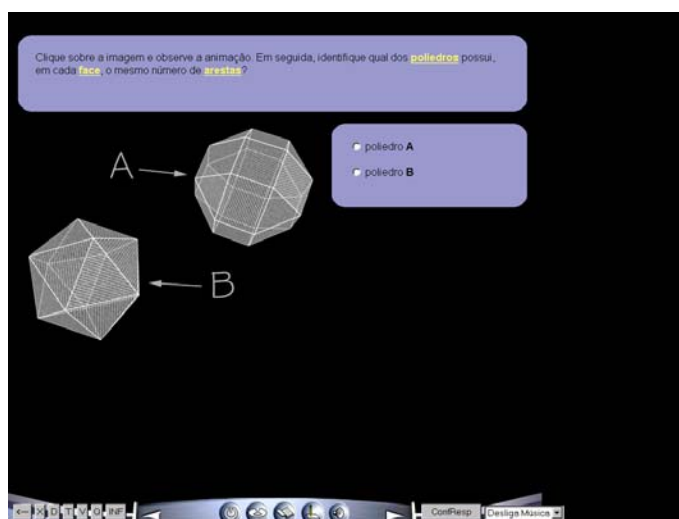 Clique sobre a imagem e observe a animação. Em seguida, identifique qual dos poliedros possui,
em cada face, o mesmo número de arestas?
A
poliedro A
poliedro B
B
← X D T V Q INF
ConfResp
Desliga Música